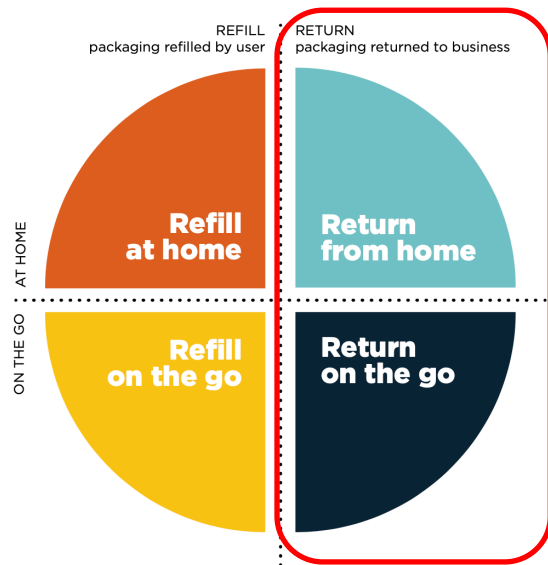 REFILL
packaging refilled by user
RETURN
packaging returned to business
AT HOME
Refill
at home
Return
from home
ON THE GO
Refill
on the go
Return
on the go